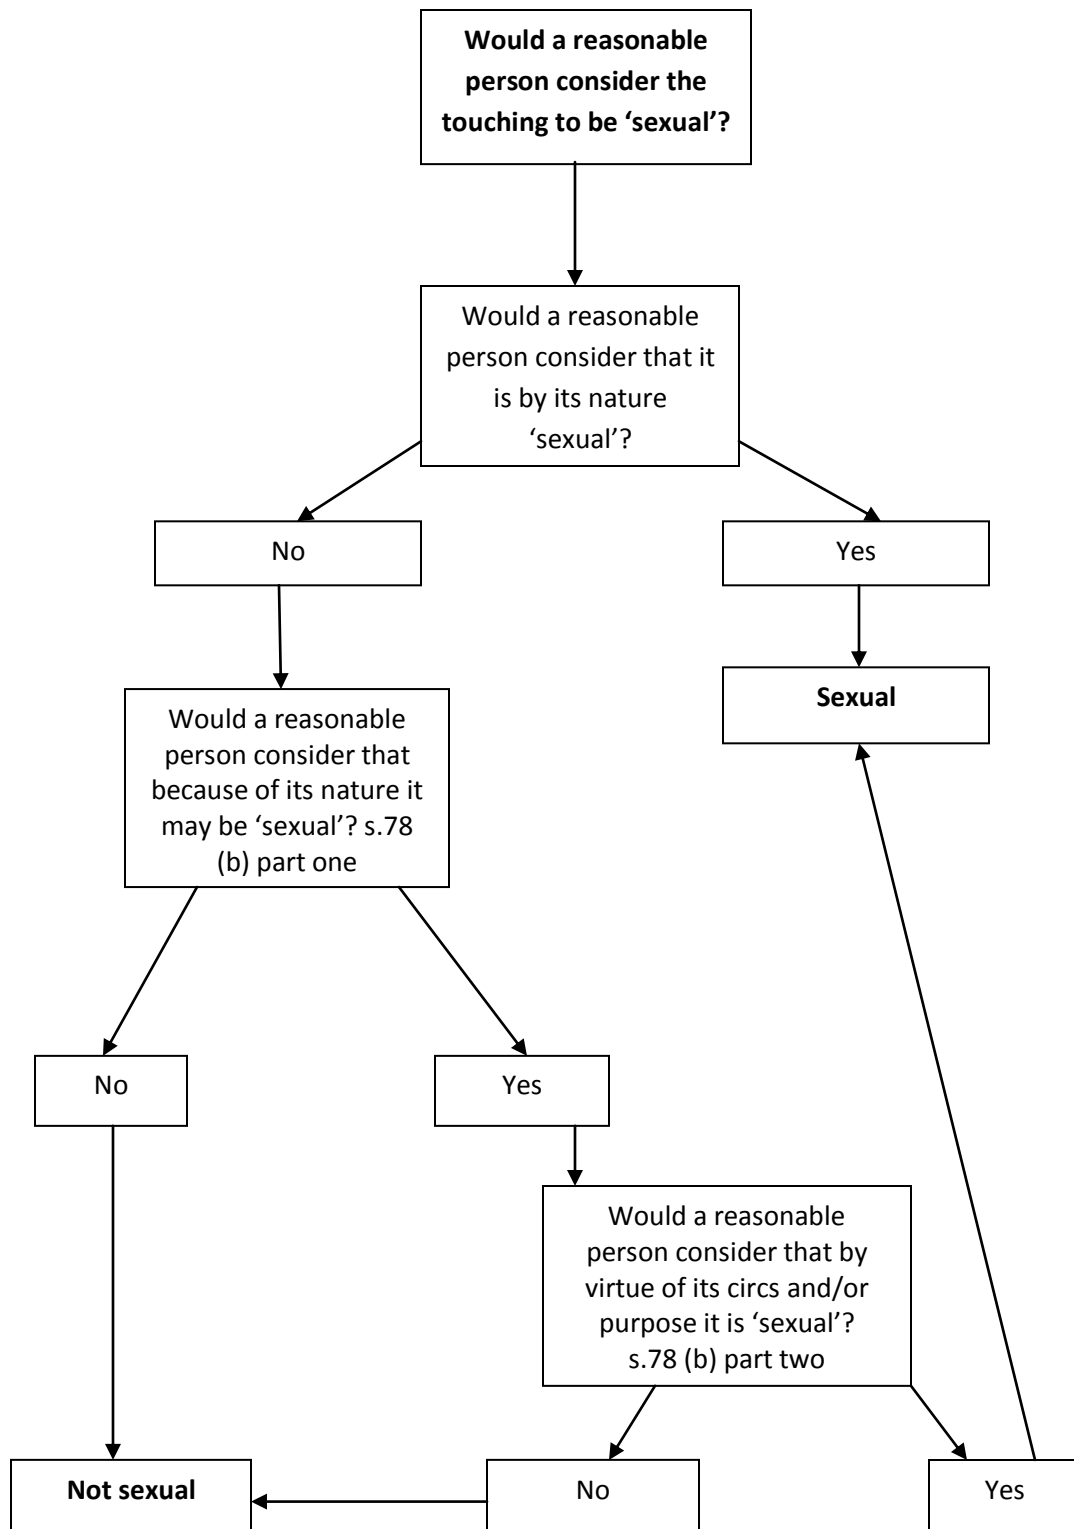 Would a reasonable
person consider the
touching to be ‘sexual’?
Would a reasonable
person consider that it
is by its nature
‘sexual’?
No
Yes
Sexual
Would a reasonable
person consider that
because of its nature it
may be ‘sexual’? s.78
(b) part one
No
Yes
Would a reasonable
person consider that by
virtue of its circs and/or
purpose it is ‘sexual’?
s.78 (b) part two
Not sexual
No
Yes